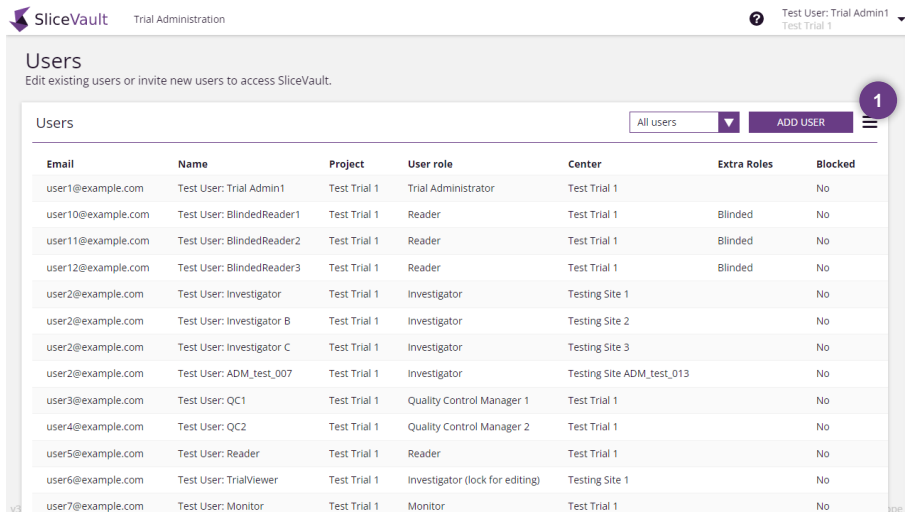 SliceVault Trial Administration ? Test User: Trial Admin1
Test Trial 1
Users
Edit existing users or invite new users to access SliceVault.
1
Users All users ADD USER
Email Name Project User role Center Extra Roles Blocked
user1@example.com Test User: Trial Admin1 Test Trial 1 Trial Administrator Test Trial 1 No
user10@example.com Test User: BlindedReader1 Test Trial 1 Reader Test Trial 1 Blinded No
user11@example.com Test User: BlindedReader2 Test Trial 1 Reader Test Trial 1 Blinded No
user12@example.com Test User: BlindedReader3 Test Trial 1 Reader Test Trial 1 Blinded No
user2@example.com Test User: Investigator Test Trial 1 Investigator Testing Site 1 No
user2@example.com Test User: Investigator B Test Trial 1 Investigator Testing Site 2 No
user2@example.com Test User: Investigator C Test Trial 1 Investigator Testing Site 3 No
user2@example.com Test User: ADM_test_007 Test Trial 1 Investigator Testing Site ADM_test_013 No
user3@example.com Test User: QC1 Test Trial 1 Quality Control Manager 1 Test Trial 1 No
user4@example.com Test User: QC2 Test Trial 1 Quality Control Manager 2 Test Trial 1 No
user5@example.com Test User: Reader Test Trial 1 Reader Test Trial 1 No
user6@example.com Test User: TrialViewer Test Trial 1 Investigator (lock for editing) Testing Site 1 No
user7@example.com Test User: Monitor Test Trial 1 Monitor Test Trial 1 No